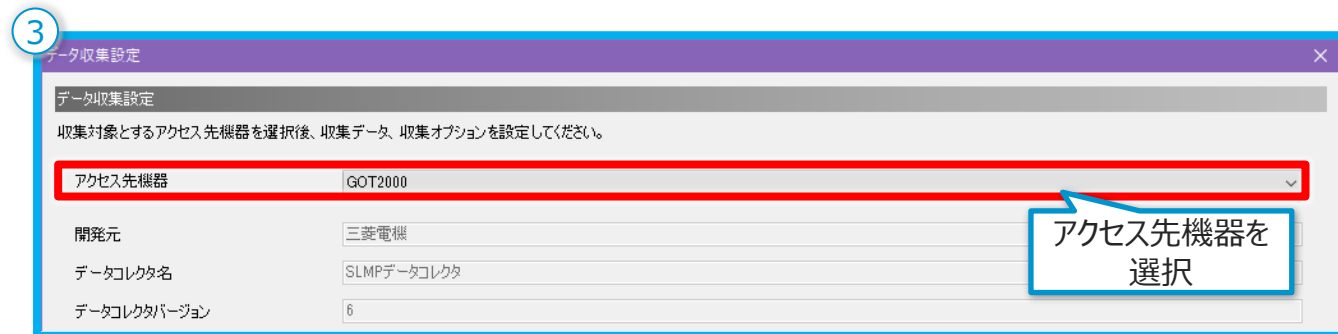 3
データ収集設定
データ収集設定
収集対象とするアクセス先機器を選択後、収集データ、収集オプションを設定してください。
アクセス先機器 GOT2000
開発元 三菱電機
データコレクタ名 SLMPデータコレクタ
データコレクタバージョン 6
アクセス先機器を
選択